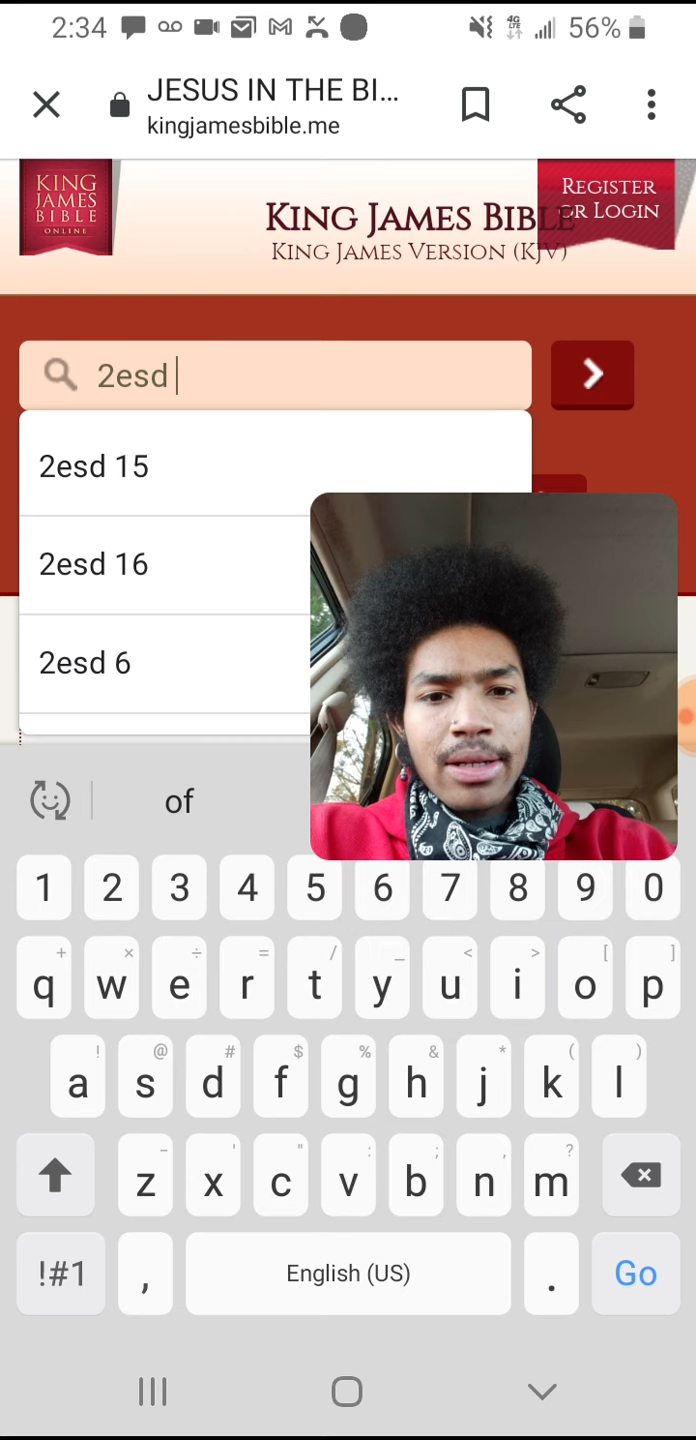 2:34 56%
4G LTE
JESUS IN THE BI...
kingjamesbible.me
KING
JAMES
BIBLE
ONLINE
REGISTER
OR LOGIN
KING JAMES BIBLE
KING JAMES VERSION (KJV)
2esd
2esd 15
2esd 16
2esd 6
of
1 2 3 4 5 6 7 8 9 0
+ × ÷ = / _ < > [ ]
q w e r t y u i o p
! @ # $ % & * ( )
a s d f g h j k l
- ' " : ; , ?
z x c v b n m
!#1 , English (US) . Go